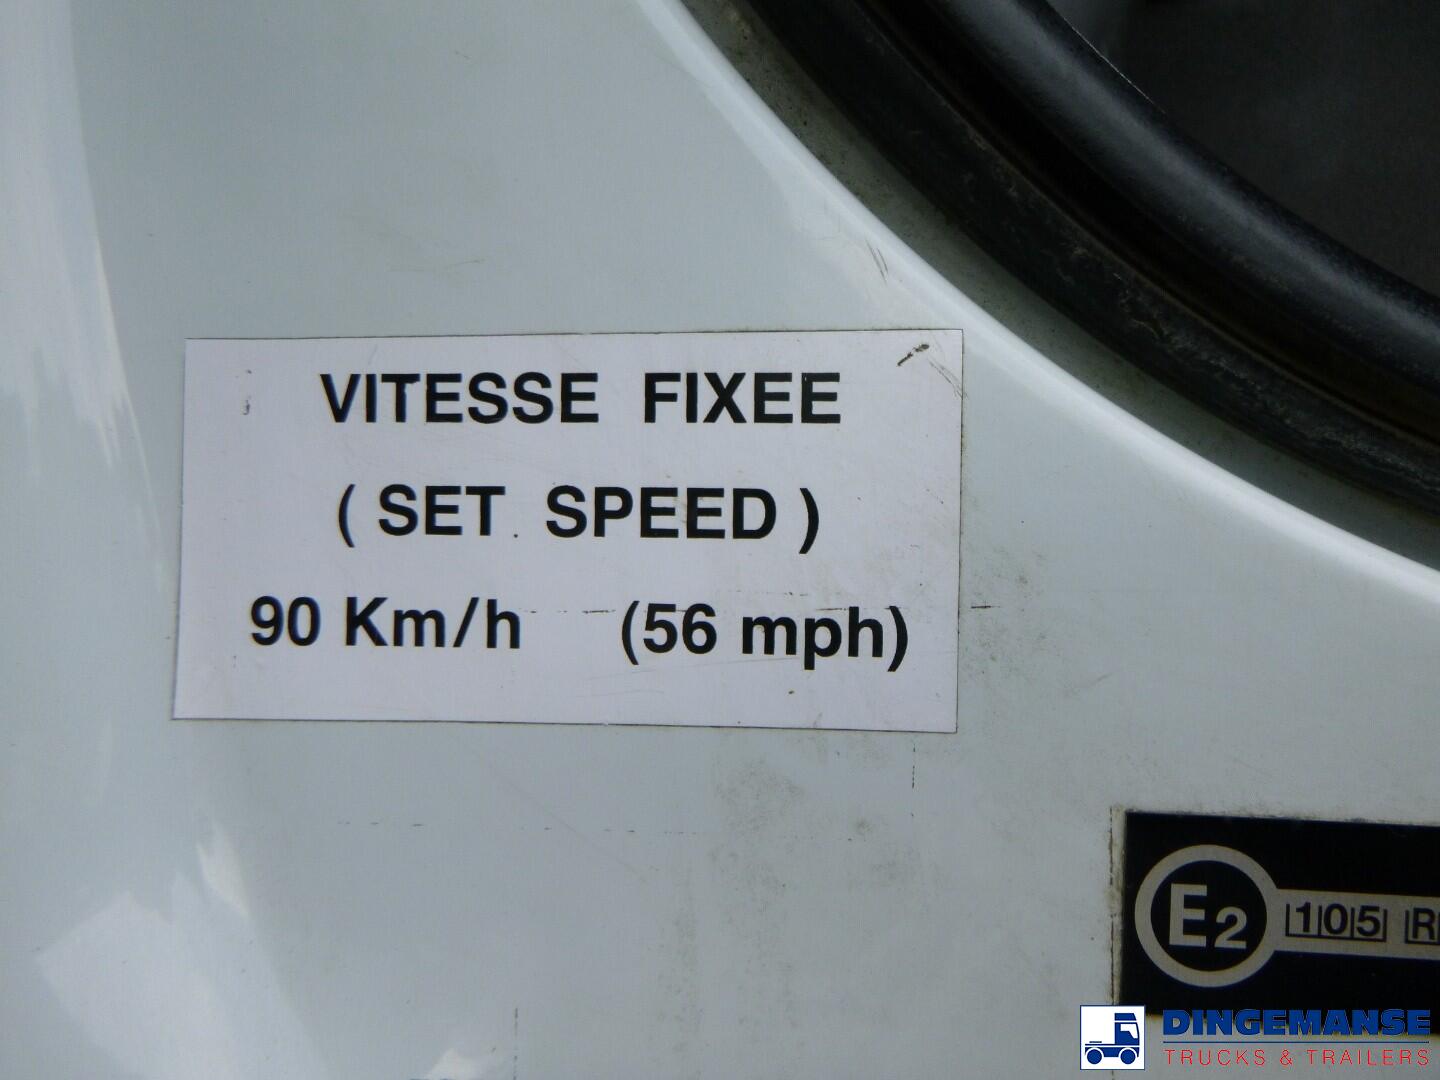 VITESSE FIXEE
( SET SPEED )
90 Km/h (56 mph)
E2 105 R
DINGEMANSE
TRUCKS & TRAILERS